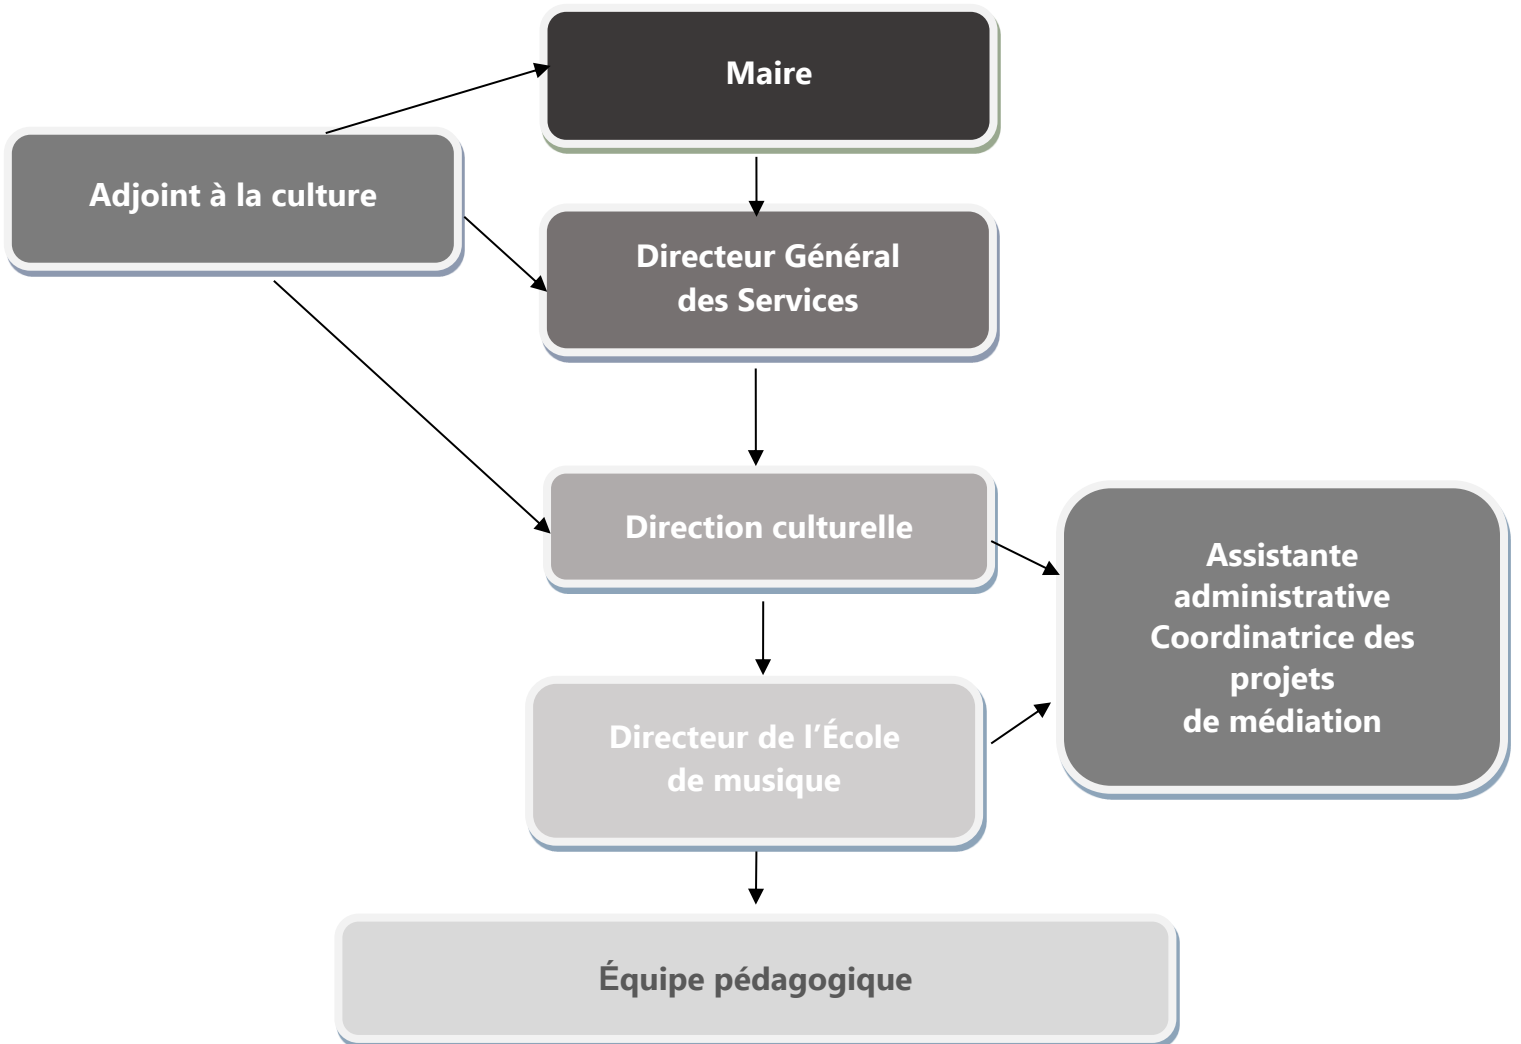 Maire
Adjoint à la culture
Directeur Général
des Services
Direction culturelle
Assistante
administrative
Coordinatrice des
projets
de médiation
Directeur de l’École
de musique
Équipe pédagogique